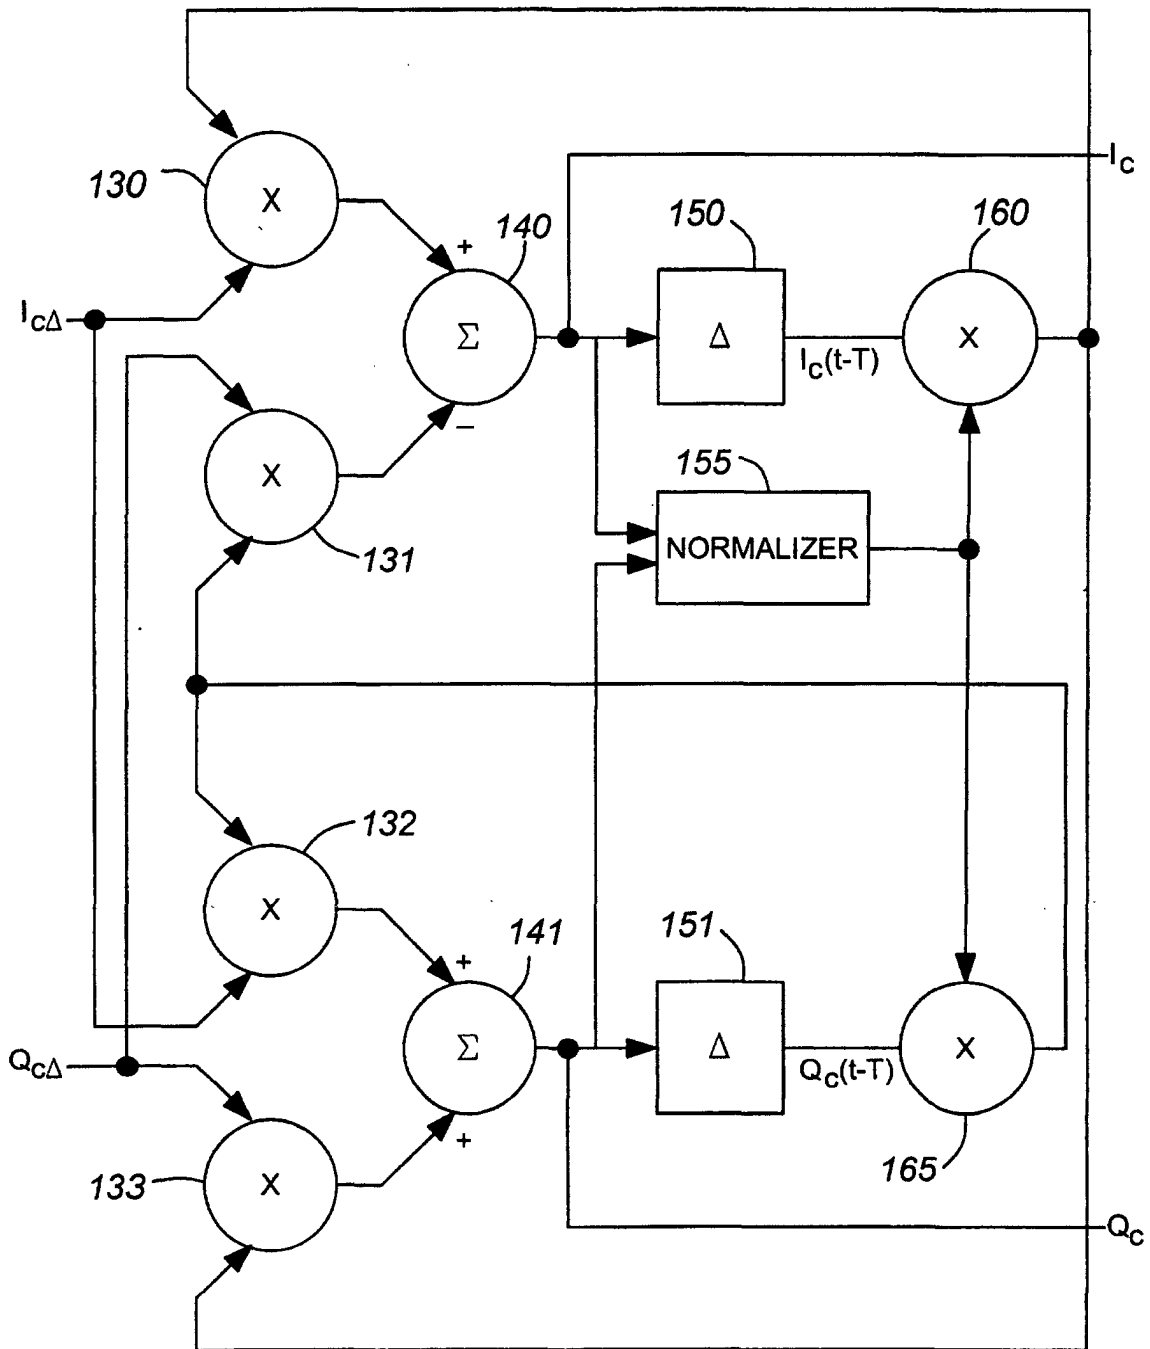 130
X
+
140
150
160
I_C
I_CΔ
Σ
Δ
I_C(t-T)
X
X
−
155
131
NORMALIZER
132
X
+
141
151
Q_CΔ
Σ
Δ
Q_C(t-T)
X
+
133
X
165
Q_C